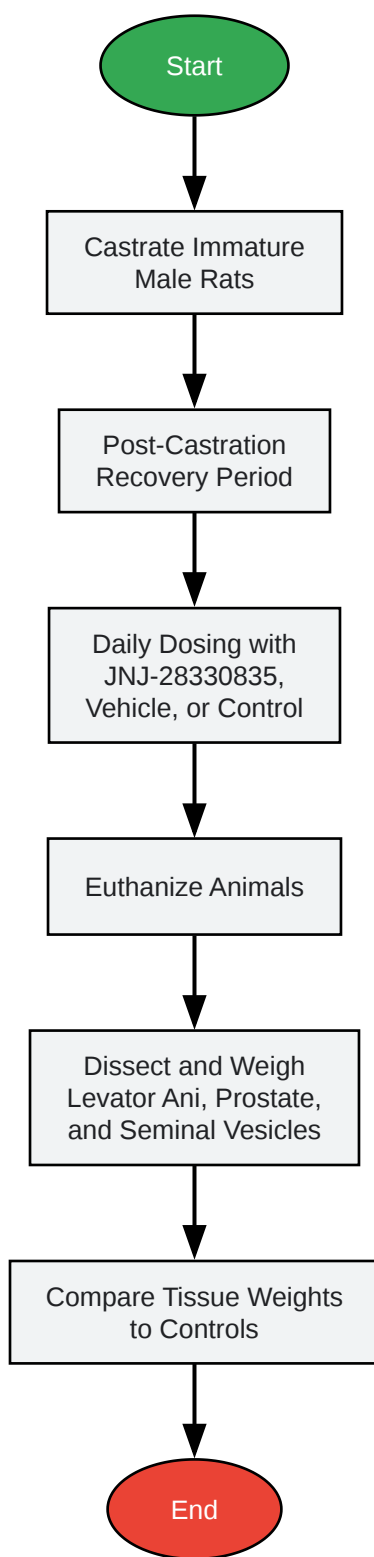 Start
Castrate Immature
Male Rats
Post-Castration
Recovery Period
Daily Dosing with
JNJ-28330835,
Vehicle, or Control
Euthanize Animals
Dissect and Weigh
Levator Ani, Prostate,
and Seminal Vesicles
Compare Tissue Weights
to Controls
End